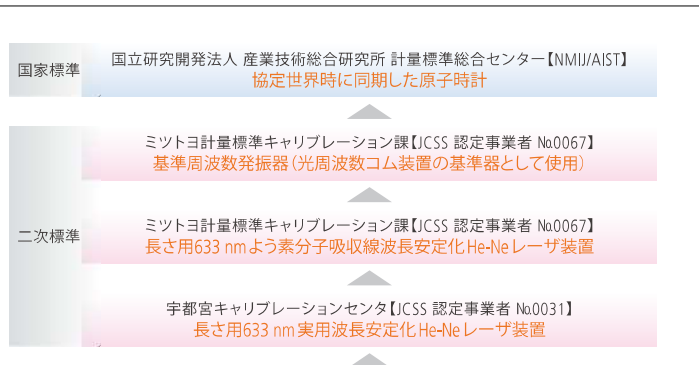 国家標準
国立研究開発法人 産業技術総合研究所 計量標準総合センター【NMIJ/AIST】
協定世界時に同期した原子時計
二次標準
ミツトヨ計量標準キャリブレーション課【JCSS 認定事業者 №0067】
基準周波数発振器（光周波数コム装置の基準器として使用）
ミツトヨ計量標準キャリブレーション課【JCSS 認定事業者 №0067】
長さ用633 nmよう素分子吸収線波長安定化He-Neレーザ装置
宇都宮キャリブレーションセンタ【JCSS 認定事業者 №0031】
長さ用633 nm実用波長安定化He-Neレーザ装置